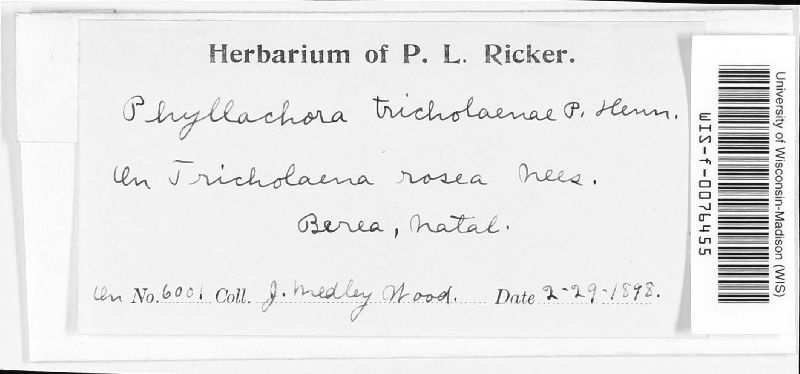 Herbarium of P. L. Ricker.
Phyllachora tricholaenae P. Henn.
On Tricholaena rosea Nees.
Berea, Natal.
On No. 6001 Coll. J. Medley Wood. Date 2-29-1898.
WIS-f-0076455
University of Wisconsin-Madison (WIS)